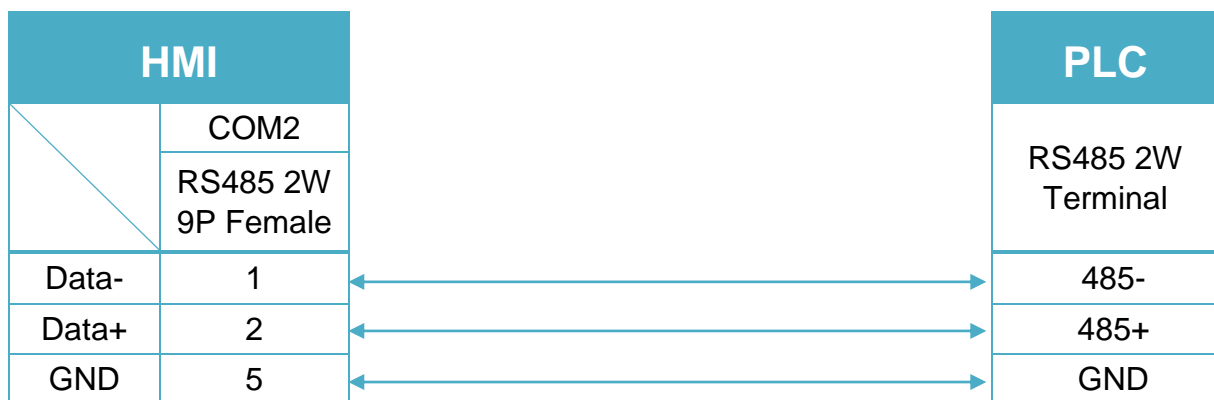 HMI
PLC
COM2
RS485 2W
9P Female
RS485 2W
Terminal
Data- 1 485-
Data+ 2 485+
GND 5 GND